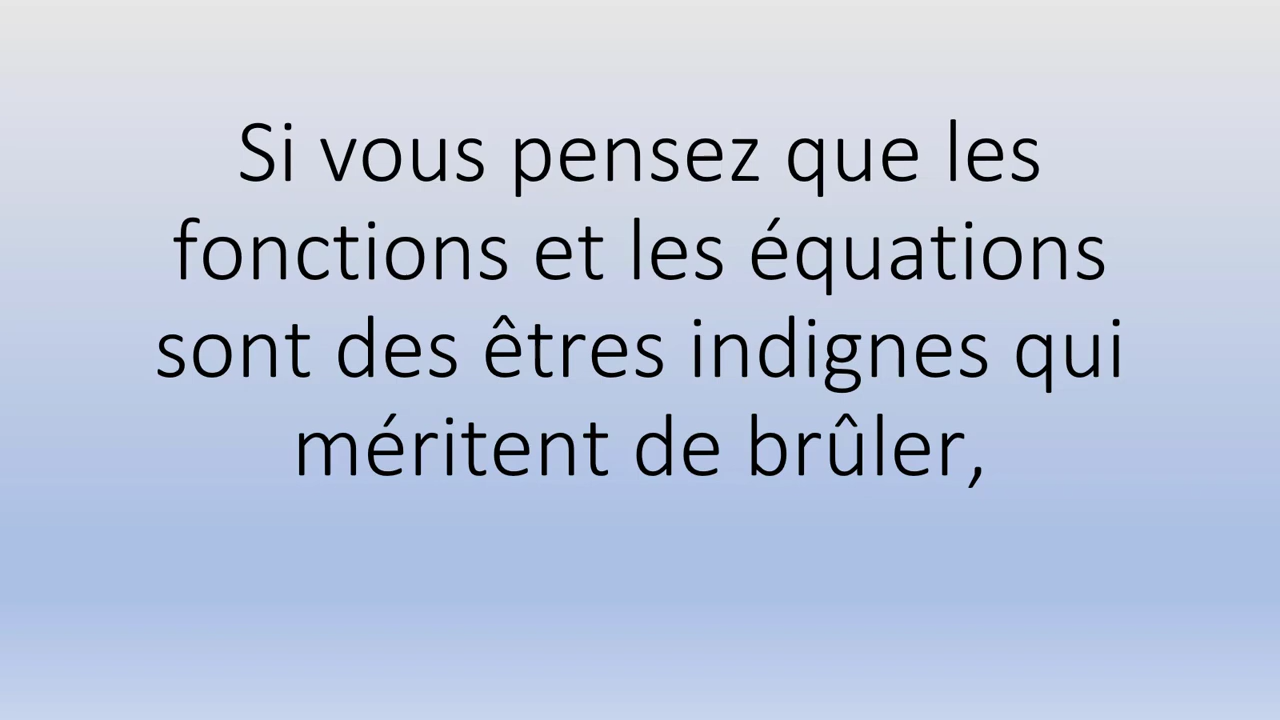 Si vous pensez que les
fonctions et les équations
sont des êtres indignes qui
méritent de brûler,